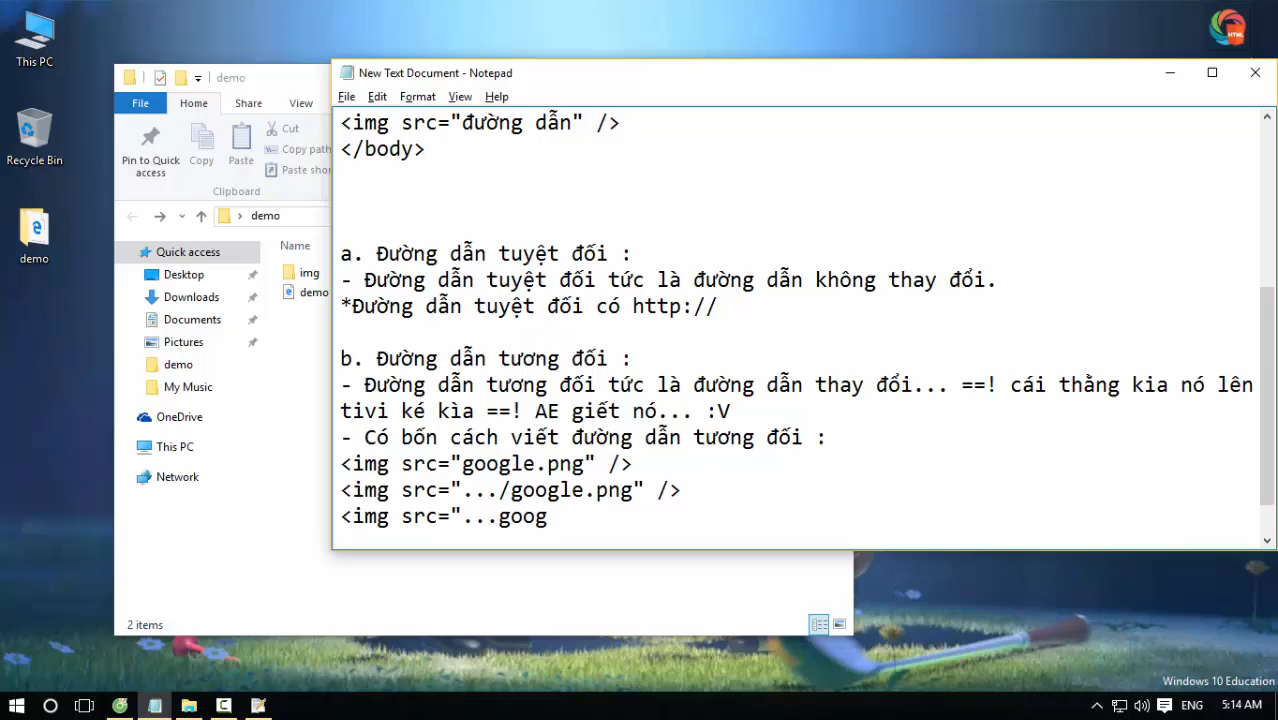 This PC
Recycle Bin
demo
demo
File
Home
Share
View
Pin to Quick access
Copy
Paste
Cut
Copy path
Paste shor
Clipboard
demo
Quick access
Desktop
Downloads
Documents
Pictures
demo
My Music
OneDrive
This PC
Network
Name
img
demo
2 items
New Text Document - Notepad
File Edit Format View Help
<img src="đường dẫn" />
</body>
a. Đường dẫn tuyệt đối :
- Đường dẫn tuyệt đối tức là đường dẫn không thay đổi.
*Đường dẫn tuyệt đối có http://
b. Đường dẫn tương đối :
- Đường dẫn tương đối tức là đường dẫn thay đổi... ==! cái thằng kia nó lên
tivi ké kìa ==! AE giết nó... :V
- Có bốn cách viết đường dẫn tương đối :
<img src="google.png" />
<img src=".../google.png" />
<img src="...goog
HTML
Windows 10 Education
ENG
5:14 AM